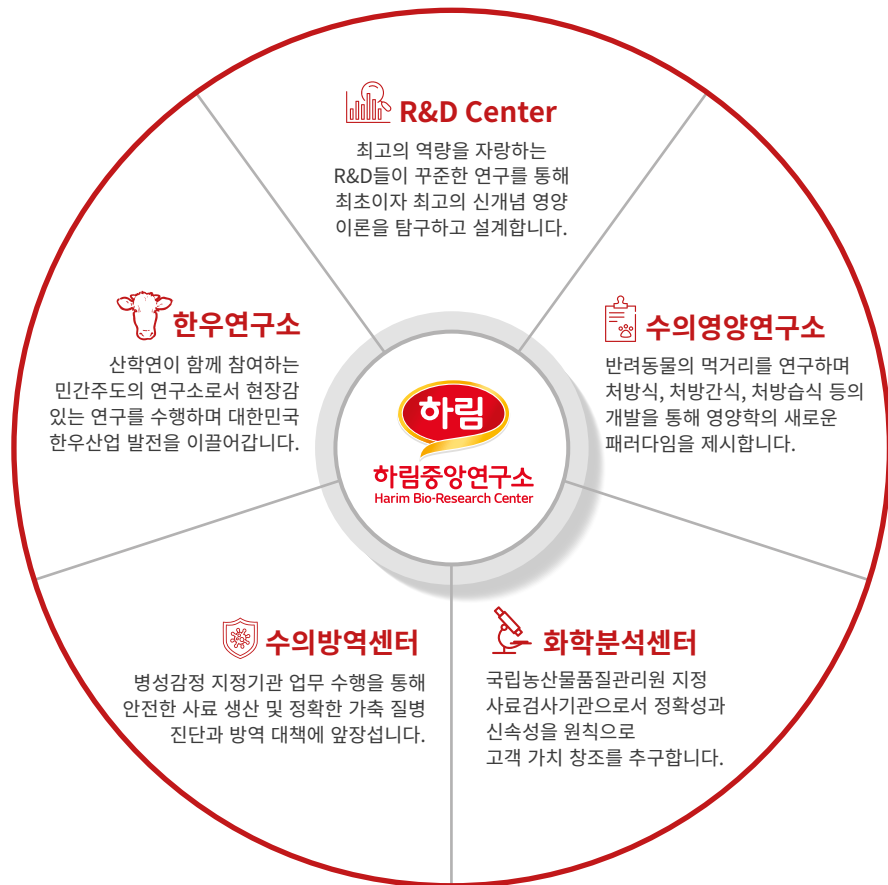 R&D Center
최고의 역량을 자랑하는
R&D들이 꾸준한 연구를 통해
최초이자 최고의 신개념 영양
이론을 탐구하고 설계합니다.
한우연구소
산학연이 함께 참여하는
민간주도의 연구소로서 현장감
있는 연구를 수행하며 대한민국
한우산업 발전을 이끌어갑니다.
수의영양연구소
반려동물의 먹거리를 연구하며
처방식, 처방간식, 처방습식 등의
개발을 통해 영양학의 새로운
패러다임을 제시합니다.
하림
하림중앙연구소
Harim Bio-Research Center
수의방역센터
병성감정 지정기관 업무 수행을 통해
안전한 사료 생산 및 정확한 가축 질병
진단과 방역 대책에 앞장섭니다.
화학분석센터
국립농산물품질관리원 지정
사료검사기관으로서 정확성과
신속성을 원칙으로
고객 가치 창조를 추구합니다.